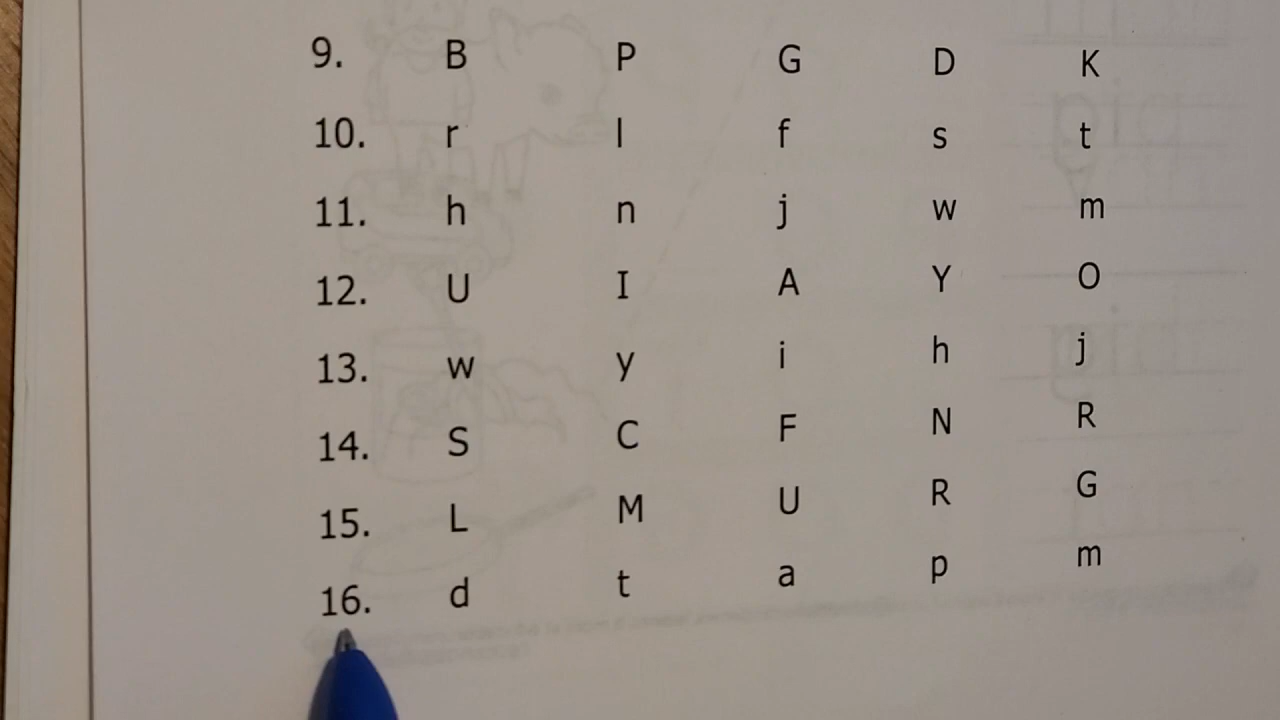 9. B P G D K
10. r l f s t
11. h n j w m
12. U I A Y O
13. w y i h j
14. S C F N R
15. L M U R G
16. d t a p m